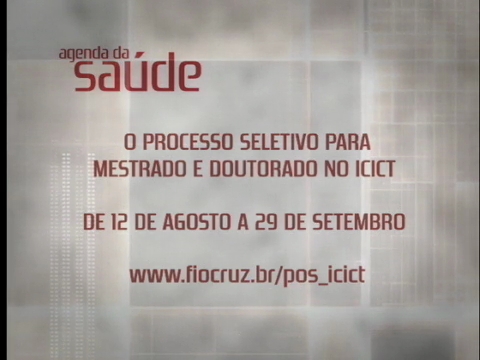 agenda da
saúde
O PROCESSO SELETIVO PARA
MESTRADO E DOUTORADO NO ICICT
DE 12 DE AGOSTO A 29 DE SETEMBRO
www.fiocruz.br/pos_icict